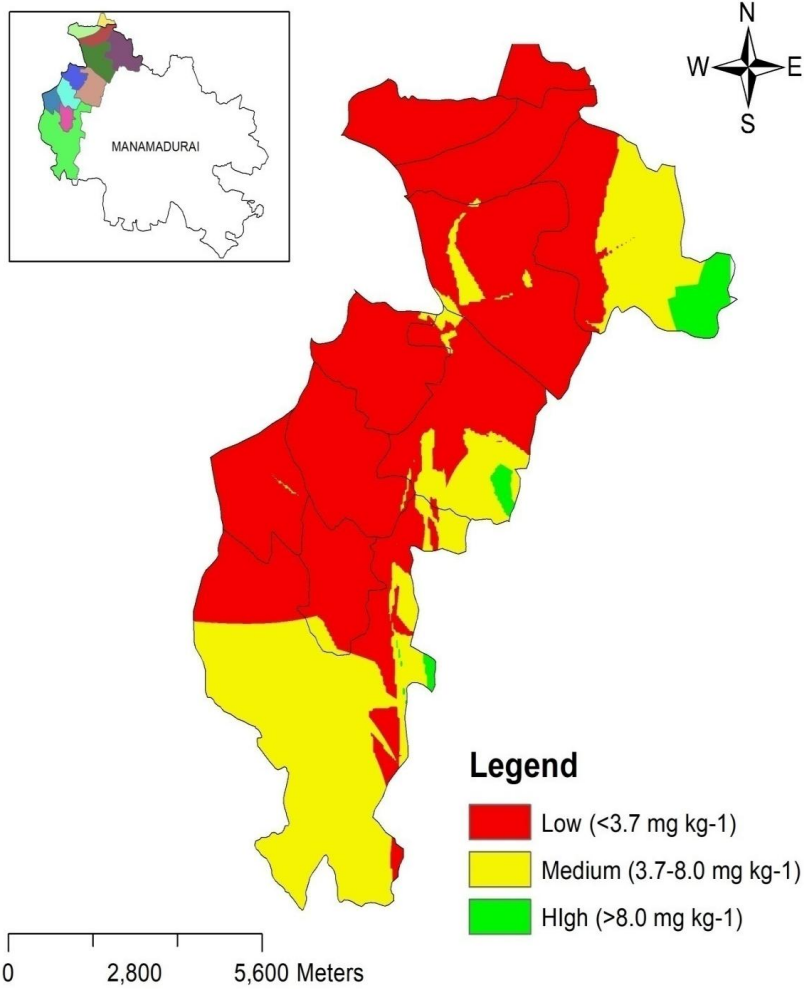 N
W E
S
MANAMADURAI
Legend
Low (<3.7 mg kg-1)
Medium (3.7-8.0 mg kg-1)
HIgh (>8.0 mg kg-1)
0 2,800 5,600 Meters